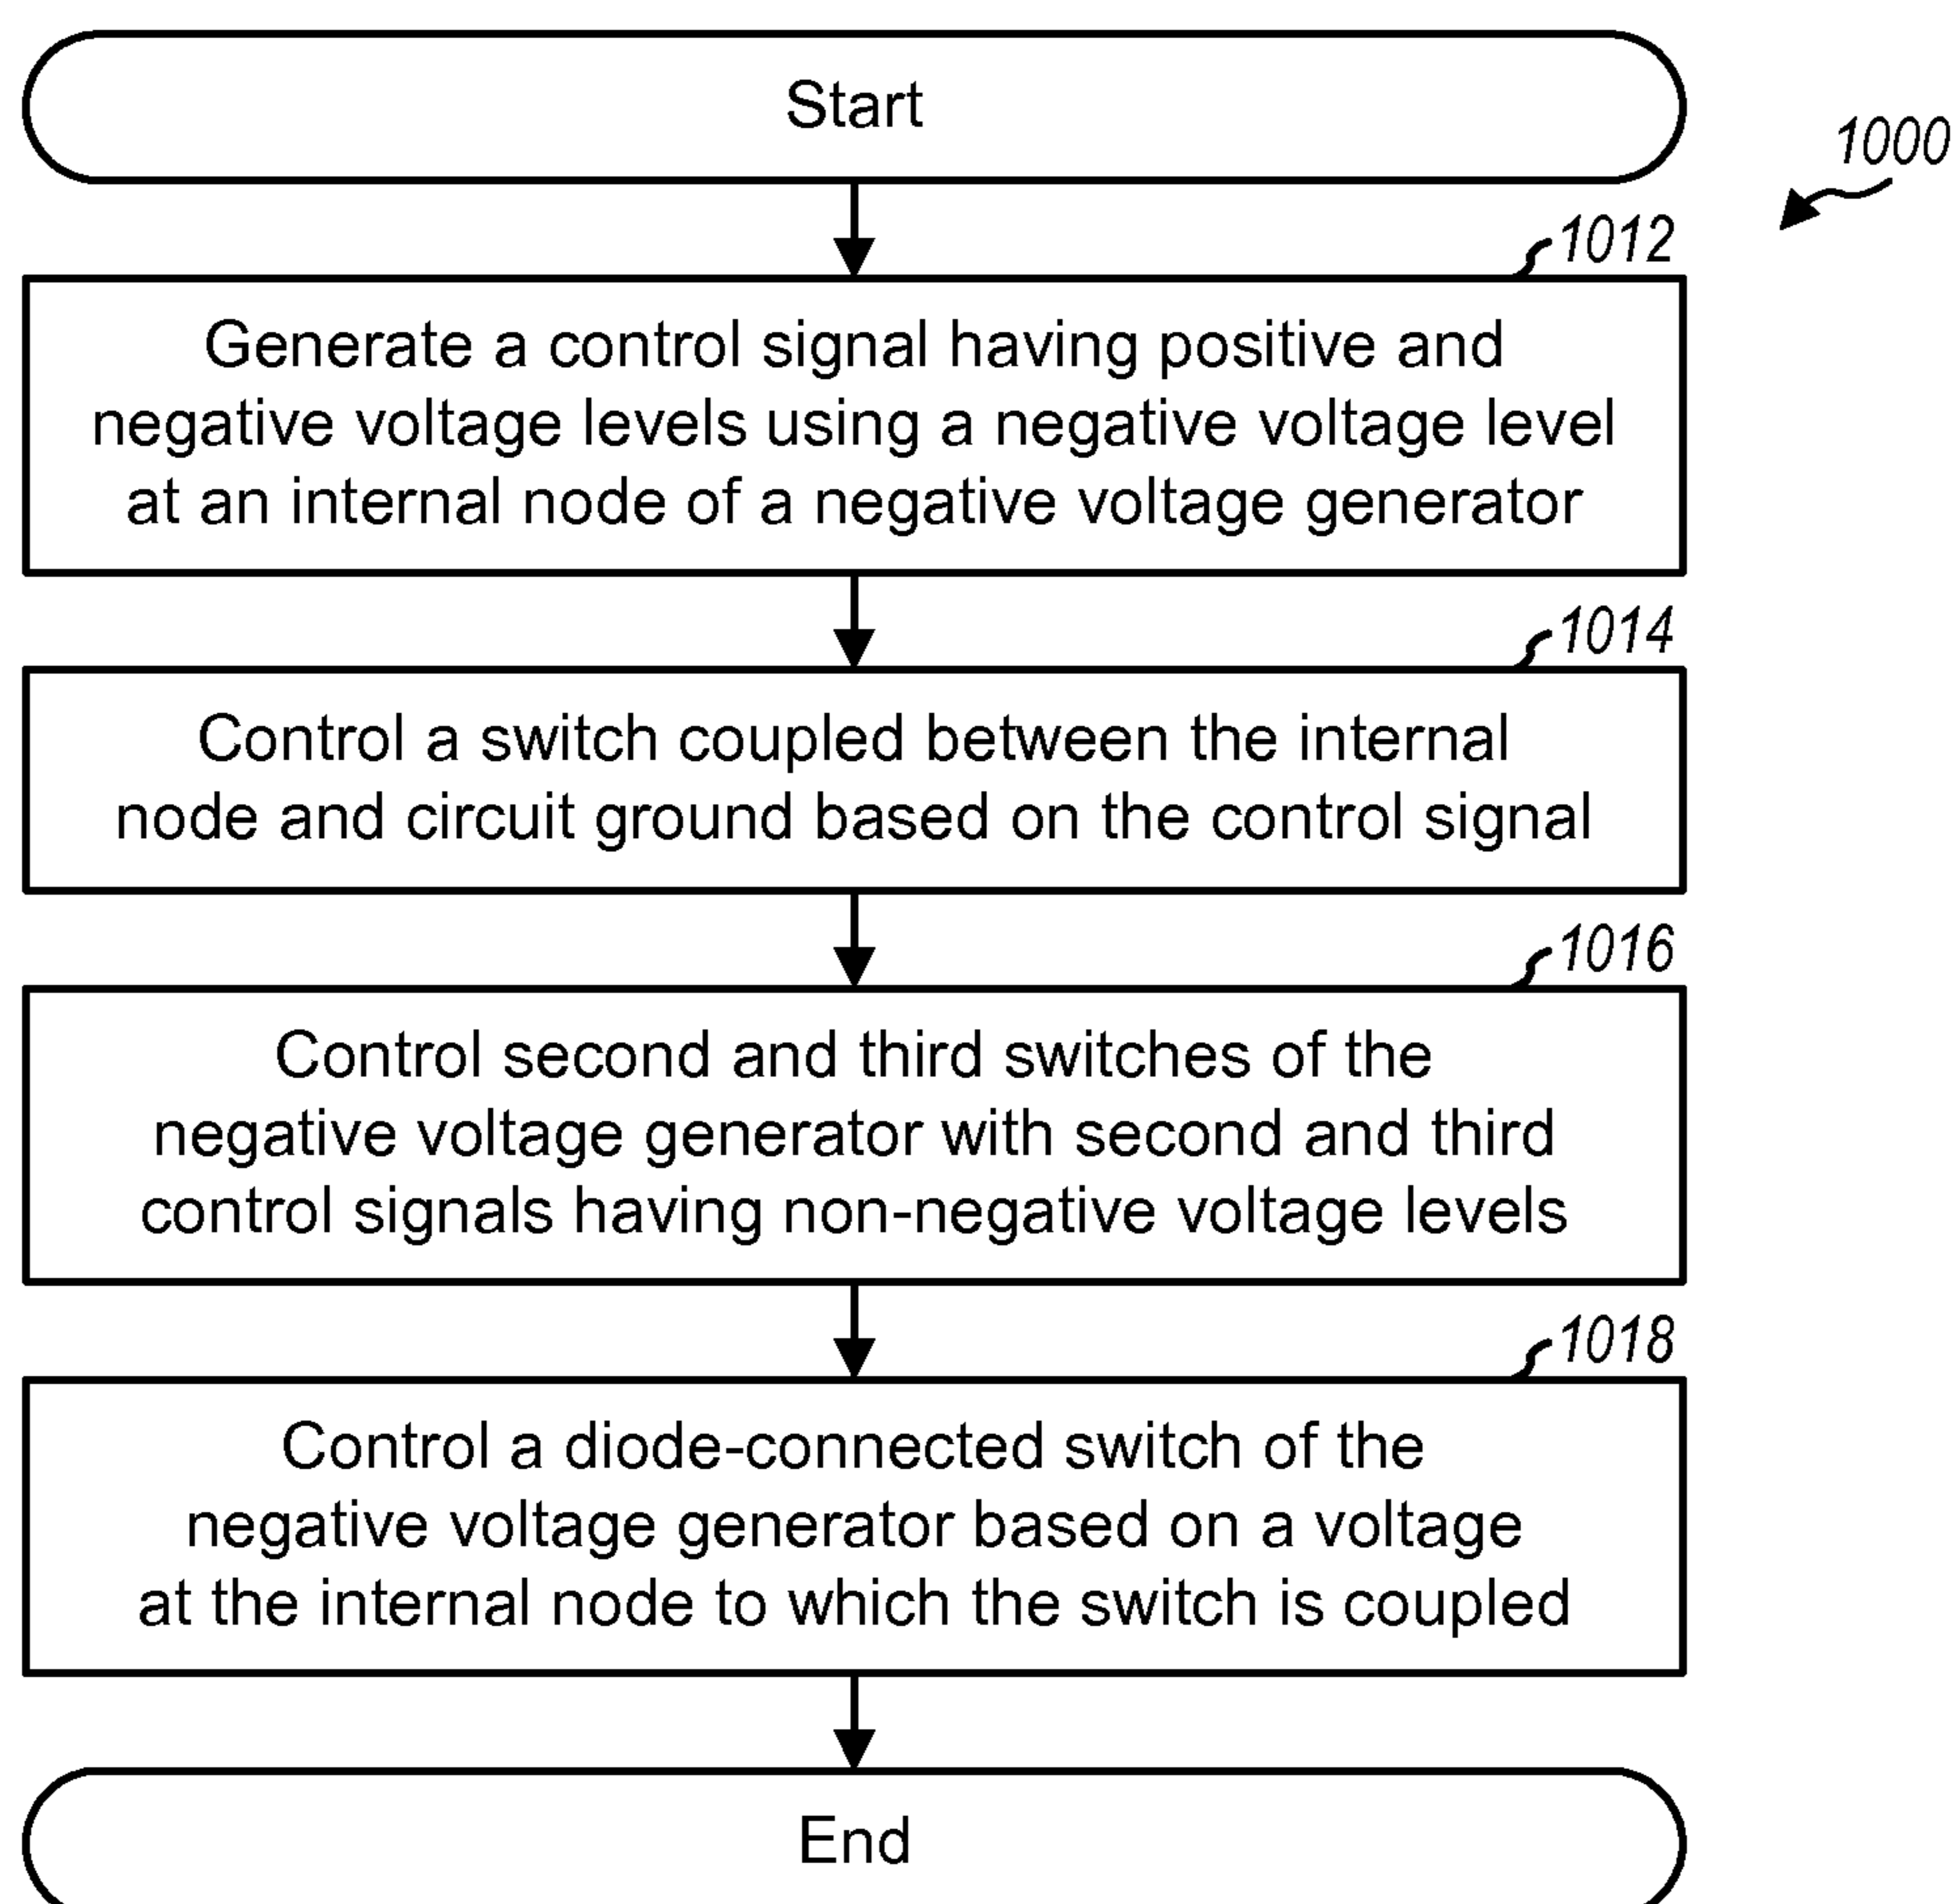 Start
1000
1012
Generate a control signal having positive and
negative voltage levels using a negative voltage level
at an internal node of a negative voltage generator
1014
Control a switch coupled between the internal
node and circuit ground based on the control signal
1016
Control second and third switches of the
negative voltage generator with second and third
control signals having non-negative voltage levels
1018
Control a diode-connected switch of the
negative voltage generator based on a voltage
at the internal node to which the switch is coupled
End